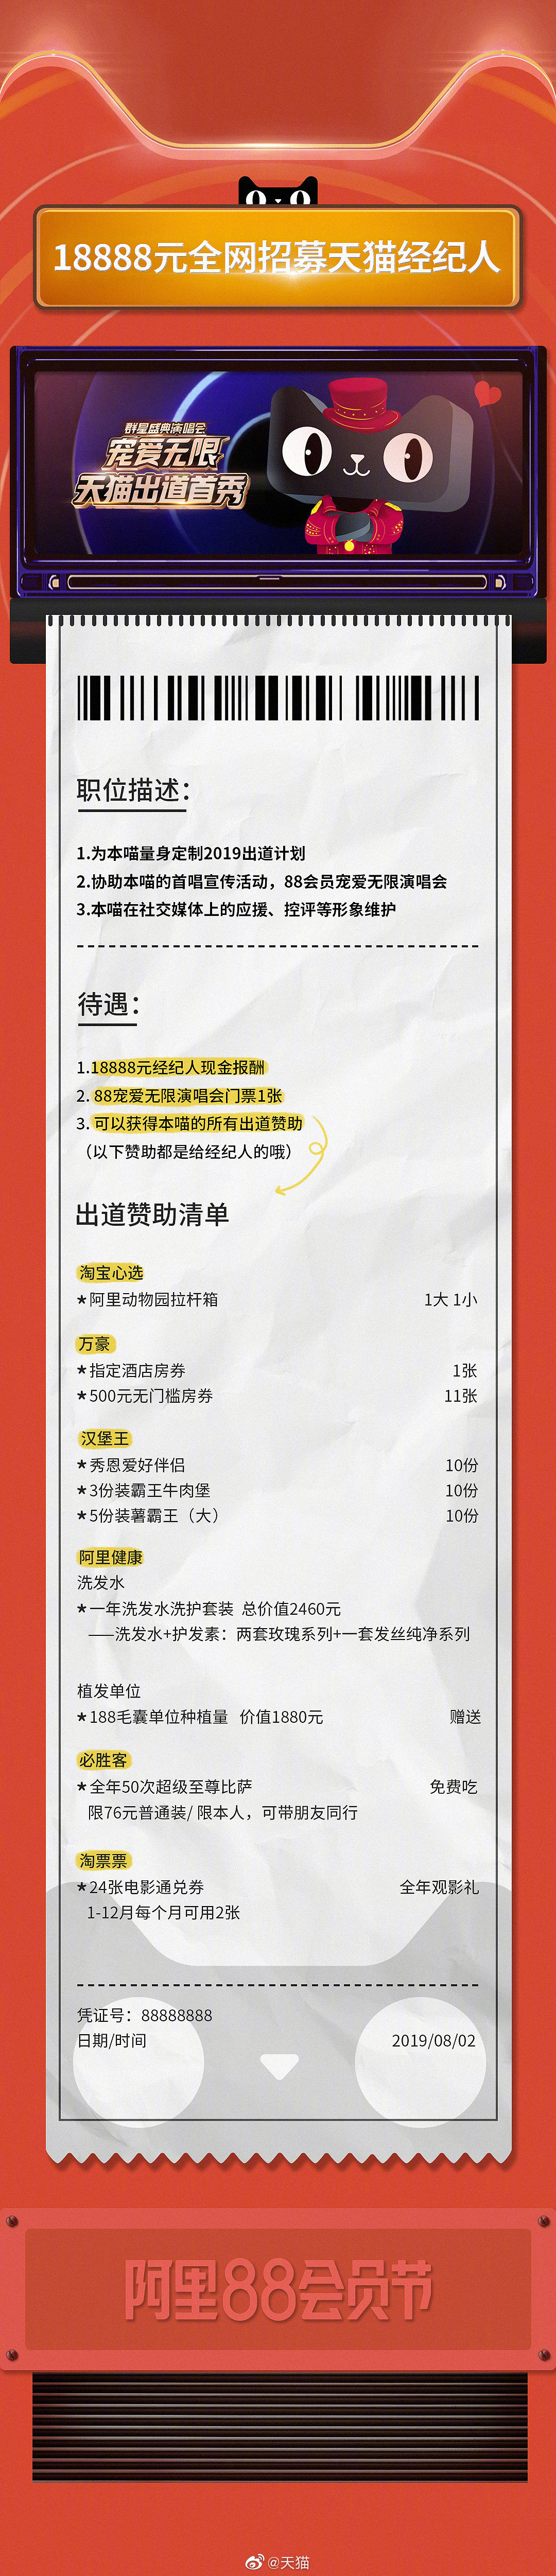 18888元全网招募天猫经纪人
群星盛典演唱会
宠爱无限
天猫出道首秀
职位描述：
1.为本喵量身定制2019出道计划
2.协助本喵的首唱宣传活动，88会员宠爱无限演唱会
3.本喵在社交媒体上的应援、控评等形象维护
待遇：
1.18888元经纪人现金报酬
2. 88宠爱无限演唱会门票1张
3. 可以获得本喵的所有出道赞助
（以下赞助都是给经纪人的哦）
出道赞助清单
淘宝心选
★阿里动物园拉杆箱 1大 1小
万豪
★指定酒店房券 1张
★500元无门槛房券 11张
汉堡王
★秀恩爱好伴侣 10份
★3份装霸王牛肉堡 10份
★5份装薯霸王（大） 10份
阿里健康
洗发水
★一年洗发水洗护套装 总价值2460元
——洗发水+护发素：两套玫瑰系列+一套发丝纯净系列
植发单位
★188毛囊单位种植量 价值1880元 赠送
必胜客
★全年50次超级至尊比萨 免费吃
限76元普通装/ 限本人，可带朋友同行
淘票票
★24张电影通兑券 全年观影礼
1-12月每个月可用2张
凭证号：88888888
日期/时间 2019/08/02
阿里88会员节
@天猫